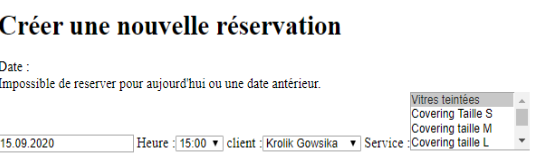 Créer une nouvelle réservation
Date :
Impossible de reserver pour aujourd'hui ou une date antérieur.
15.09.2020 Heure : 15:00 client : Krolik Gowsika Service :
Vitres teintées
Covering Taille S
Covering taille M
Covering taille L